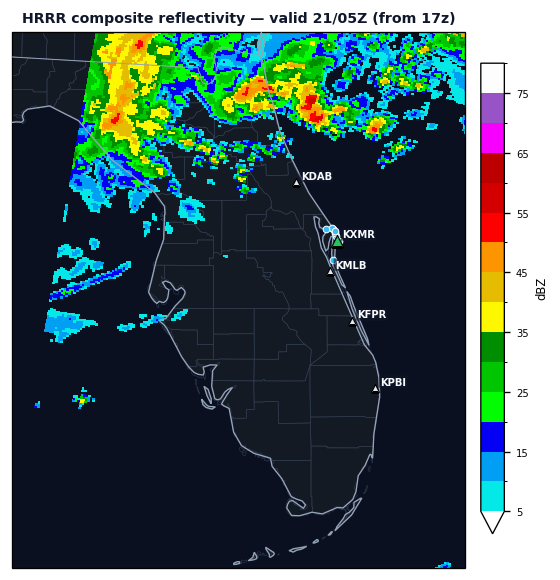 HRRR composite reflectivity — valid 21/05Z (from 17z)
KDAB
KXMR
KMLB
KFPR
KPBI
75
65
55
45
35
25
15
5
dBZ